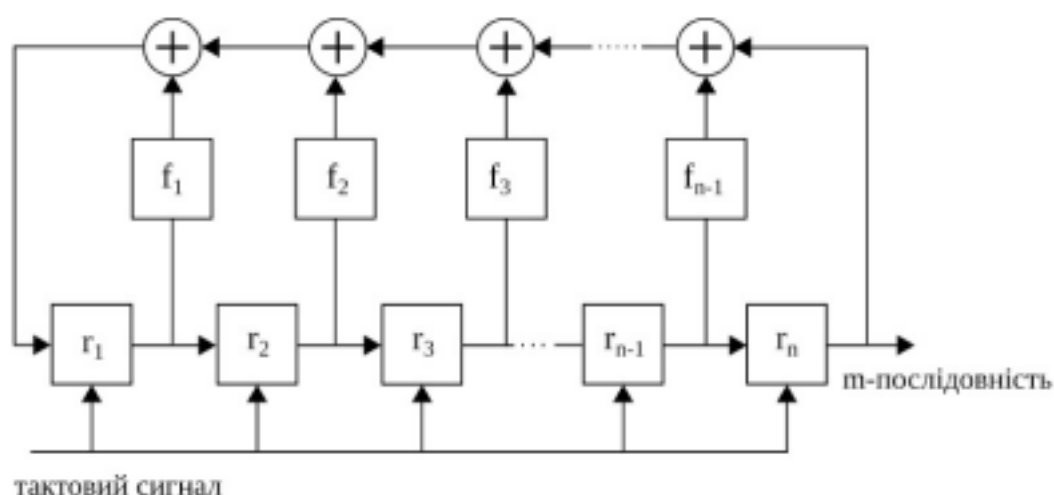 f₁ f₂ f₃ fₙ₋₁
r₁ r₂ r₃ rₙ₋₁ rₙ
m-послідовність
тактовий сигнал